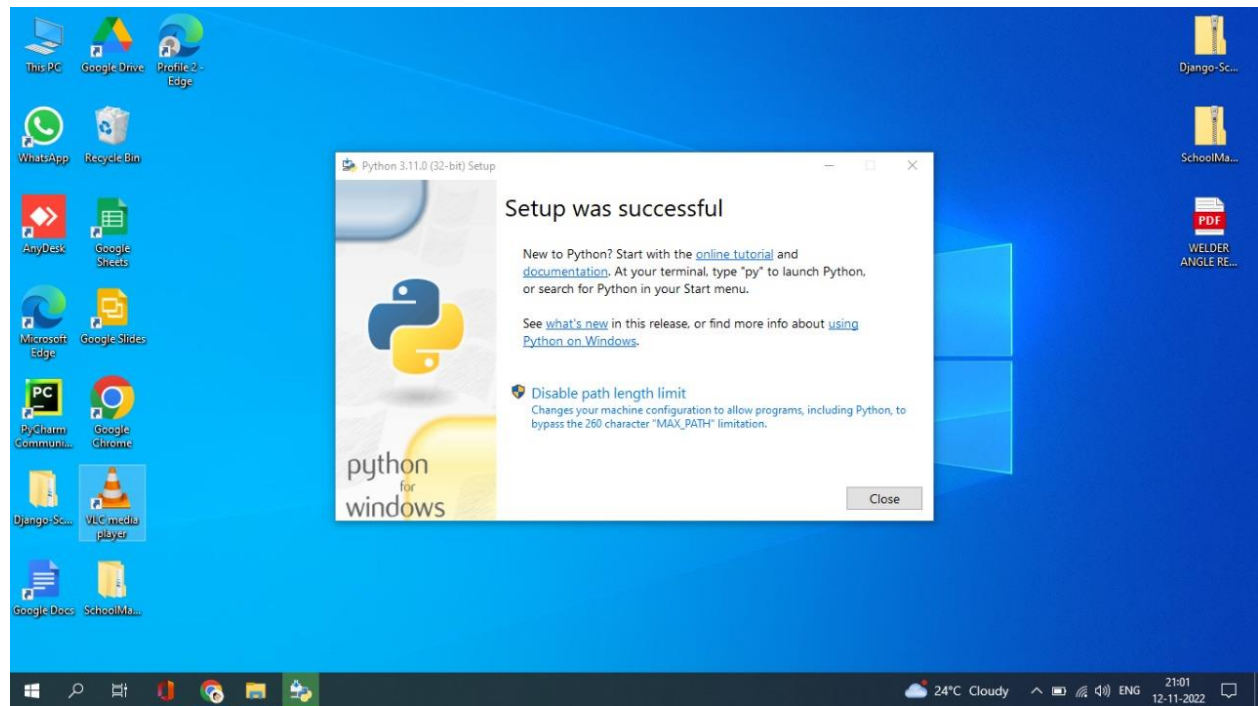 This PC
Google Drive
Profile 2 -
Edge
WhatsApp
Recycle Bin
AnyDesk
Google
Sheets
Microsoft
Edge
Google Slides
PC
PyCharm
Communi...
Google
Chrome
Django-Sc...
VLC media
player
Google Docs
SchoolMa...
Python 3.11.0 (32-bit) Setup
Setup was successful
New to Python? Start with the online tutorial and
documentation. At your terminal, type "py" to launch Python,
or search for Python in your Start menu.
See what's new in this release, or find more info about using
Python on Windows.
Disable path length limit
Changes your machine configuration to allow programs, including Python, to
bypass the 260 character "MAX_PATH" limitation.
python
for
windows
Close
Django-Sc...
SchoolMa...
PDF
WELDER
ANGLE RE...
24°C Cloudy
ENG
21:01
12-11-2022